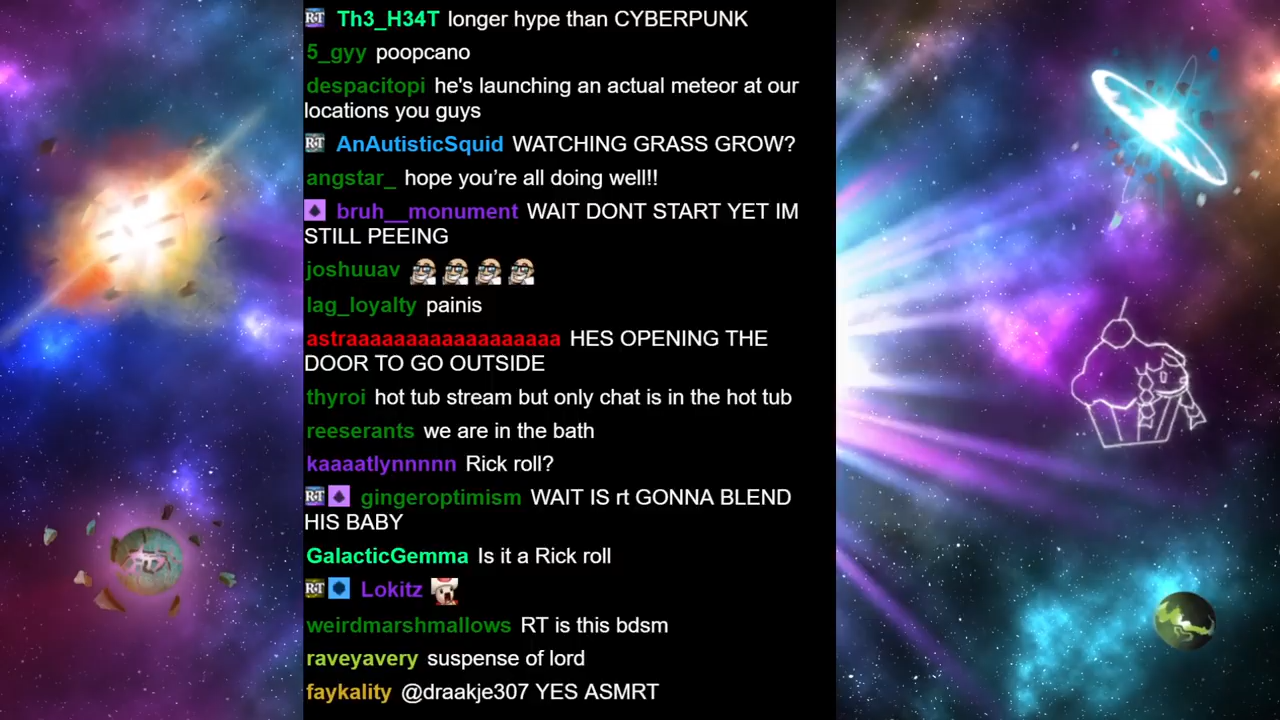 RT Th3_H34T longer hype than CYBERPUNK
5_gyy poopcano
despacitopi he's launching an actual meteor at our
locations you guys
RT AnAutisticSquid WATCHING GRASS GROW?
angstar_ hope you’re all doing well!!
bruh__monument WAIT DONT START YET IM
STILL PEEING
joshuuav
lag_loyalty painis
astraaaaaaaaaaaaaaaaaa HES OPENING THE
DOOR TO GO OUTSIDE
thyroi hot tub stream but only chat is in the hot tub
reeserants we are in the bath
kaaaatlynnnnn Rick roll?
RT gingeroptimism WAIT IS rt GONNA BLEND
HIS BABY
GalacticGemma Is it a Rick roll
RT Lokitz
weirdmarshmallows RT is this bdsm
raveyavery suspense of lord
faykality @draakje307 YES ASMRT